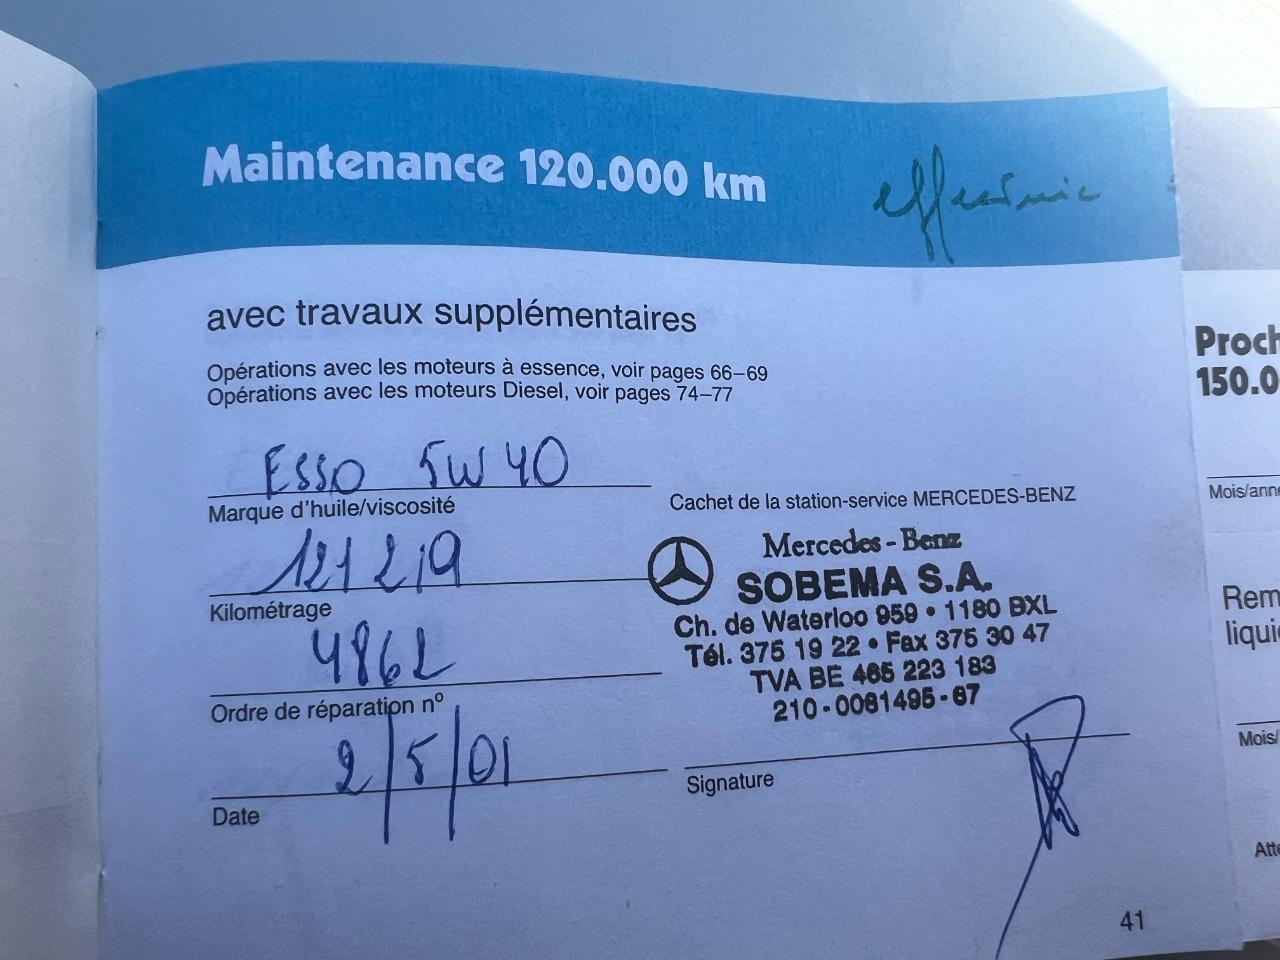 Maintenance 120.000 km
avec travaux supplémentaires
Opérations avec les moteurs à essence, voir pages 66–69
Opérations avec les moteurs Diesel, voir pages 74–77
ESSO 5W40
Marque d'huile/viscosité
121219
Kilométrage
4862
Ordre de réparation nº
2/5/01
Date
Cachet de la station-service MERCEDES-BENZ
Mercedes-Benz
SOBEMA S.A.
Ch. de Waterloo 959 • 1180 BXL
Tél. 375 19 22 • Fax 375 30 47
TVA BE 465 223 183
210-0081495-87
Signature
41
Proch
150.0
Mois/anné
Rem
liquid
Mois/
Atte